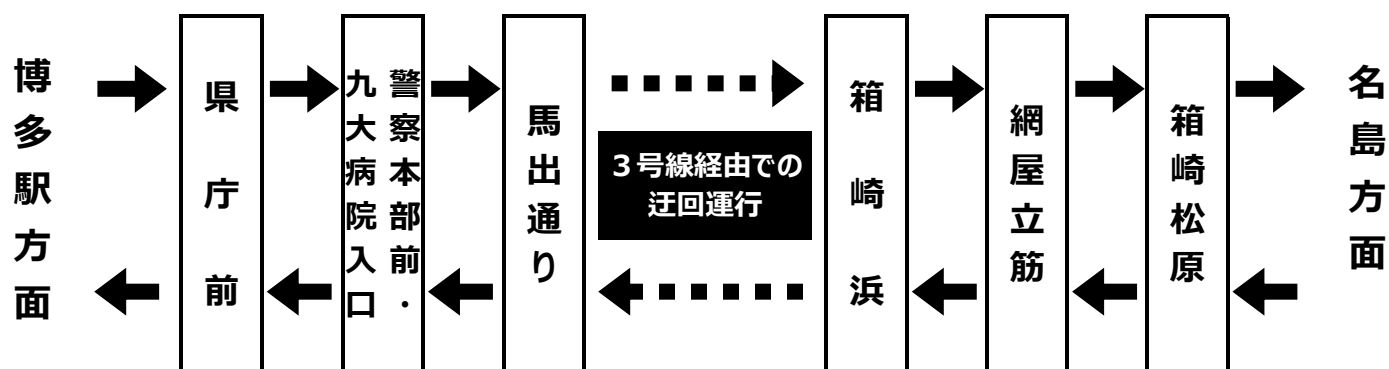 博多駅方面
県庁前
警察本部前・
九大病院入口
馬出通り
３号線経由での
迂回運行
箱崎浜
網屋立筋
箱崎松原
名島方面